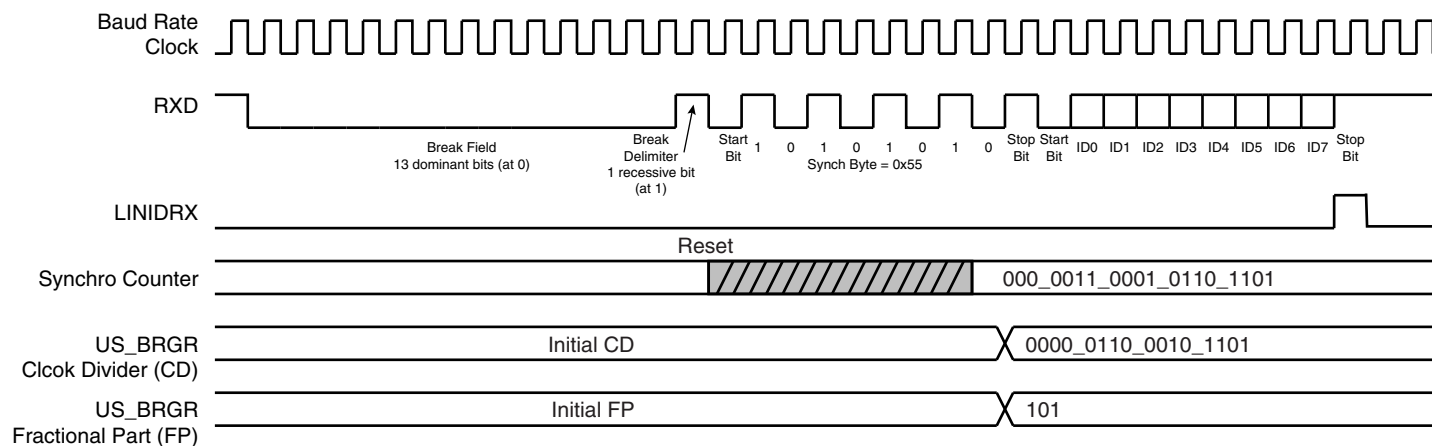 Baud Rate
Clock
RXD
Break Field
13 dominant bits (at 0)
Break
Delimiter
1 recessive bit
(at 1)
Start
Bit
1 0 1 0 1 0 1 0
Synch Byte = 0x55
Stop
Bit
Start
Bit
ID0 ID1 ID2 ID3 ID4 ID5 ID6 ID7
Stop
Bit
LINIDRX
Reset
Synchro Counter
000_0011_0001_0110_1101
US_BRGR
Clcok Divider (CD)
Initial CD
0000_0110_0010_1101
US_BRGR
Fractional Part (FP)
Initial FP
101